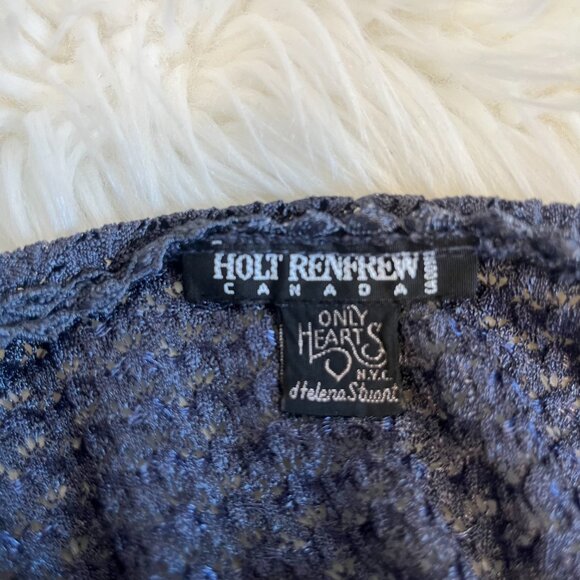 HOLT RENFREW
CANADA
ONLY
HEARTS
N.Y.C.
Helena Stuart